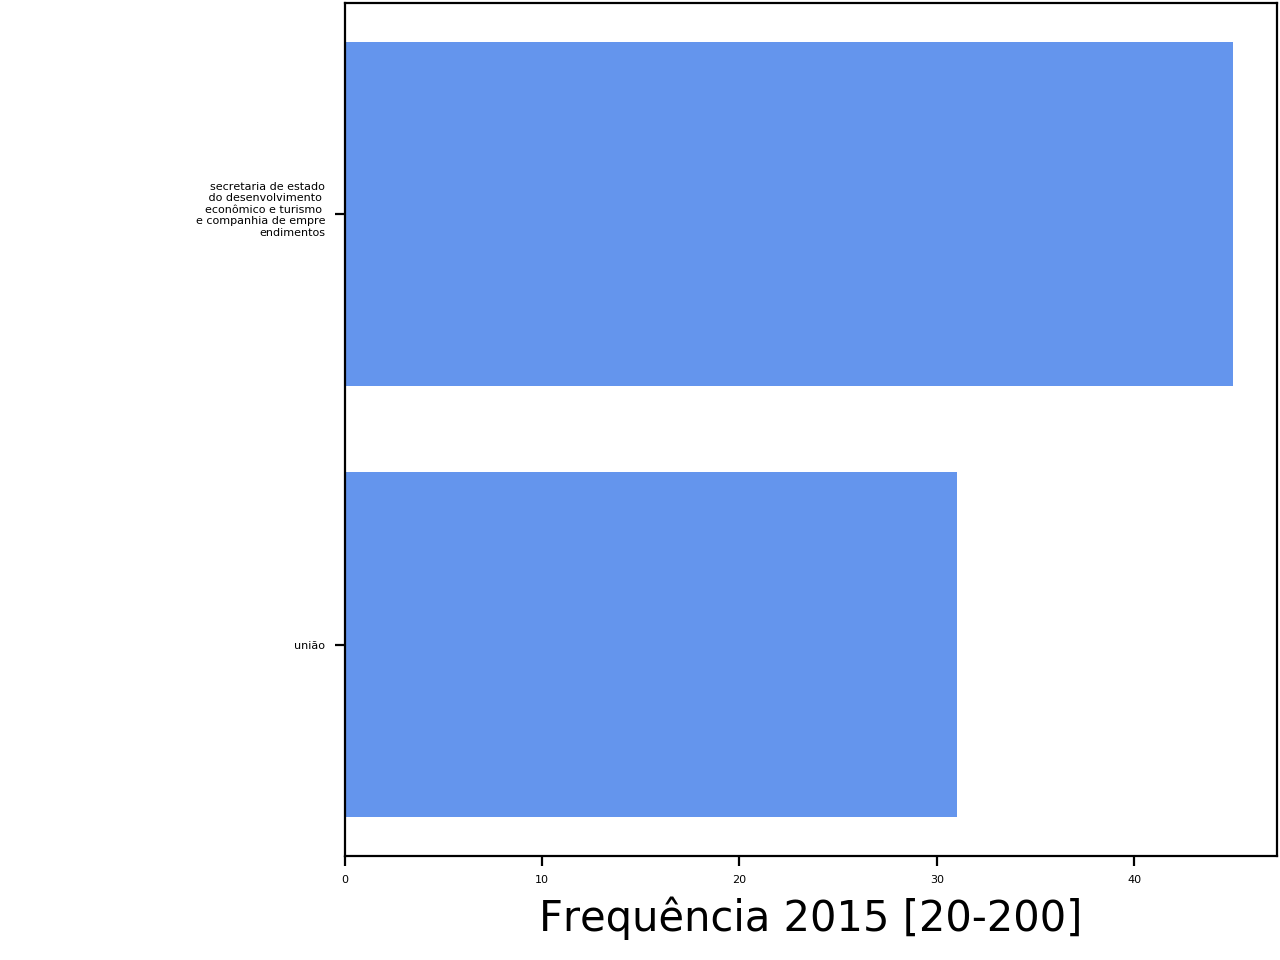 secretaria de estado
do desenvolvimento
econômico e turismo
e companhia de empre
endimentos
união
0 10 20 30 40
Frequência 2015 [20-200]